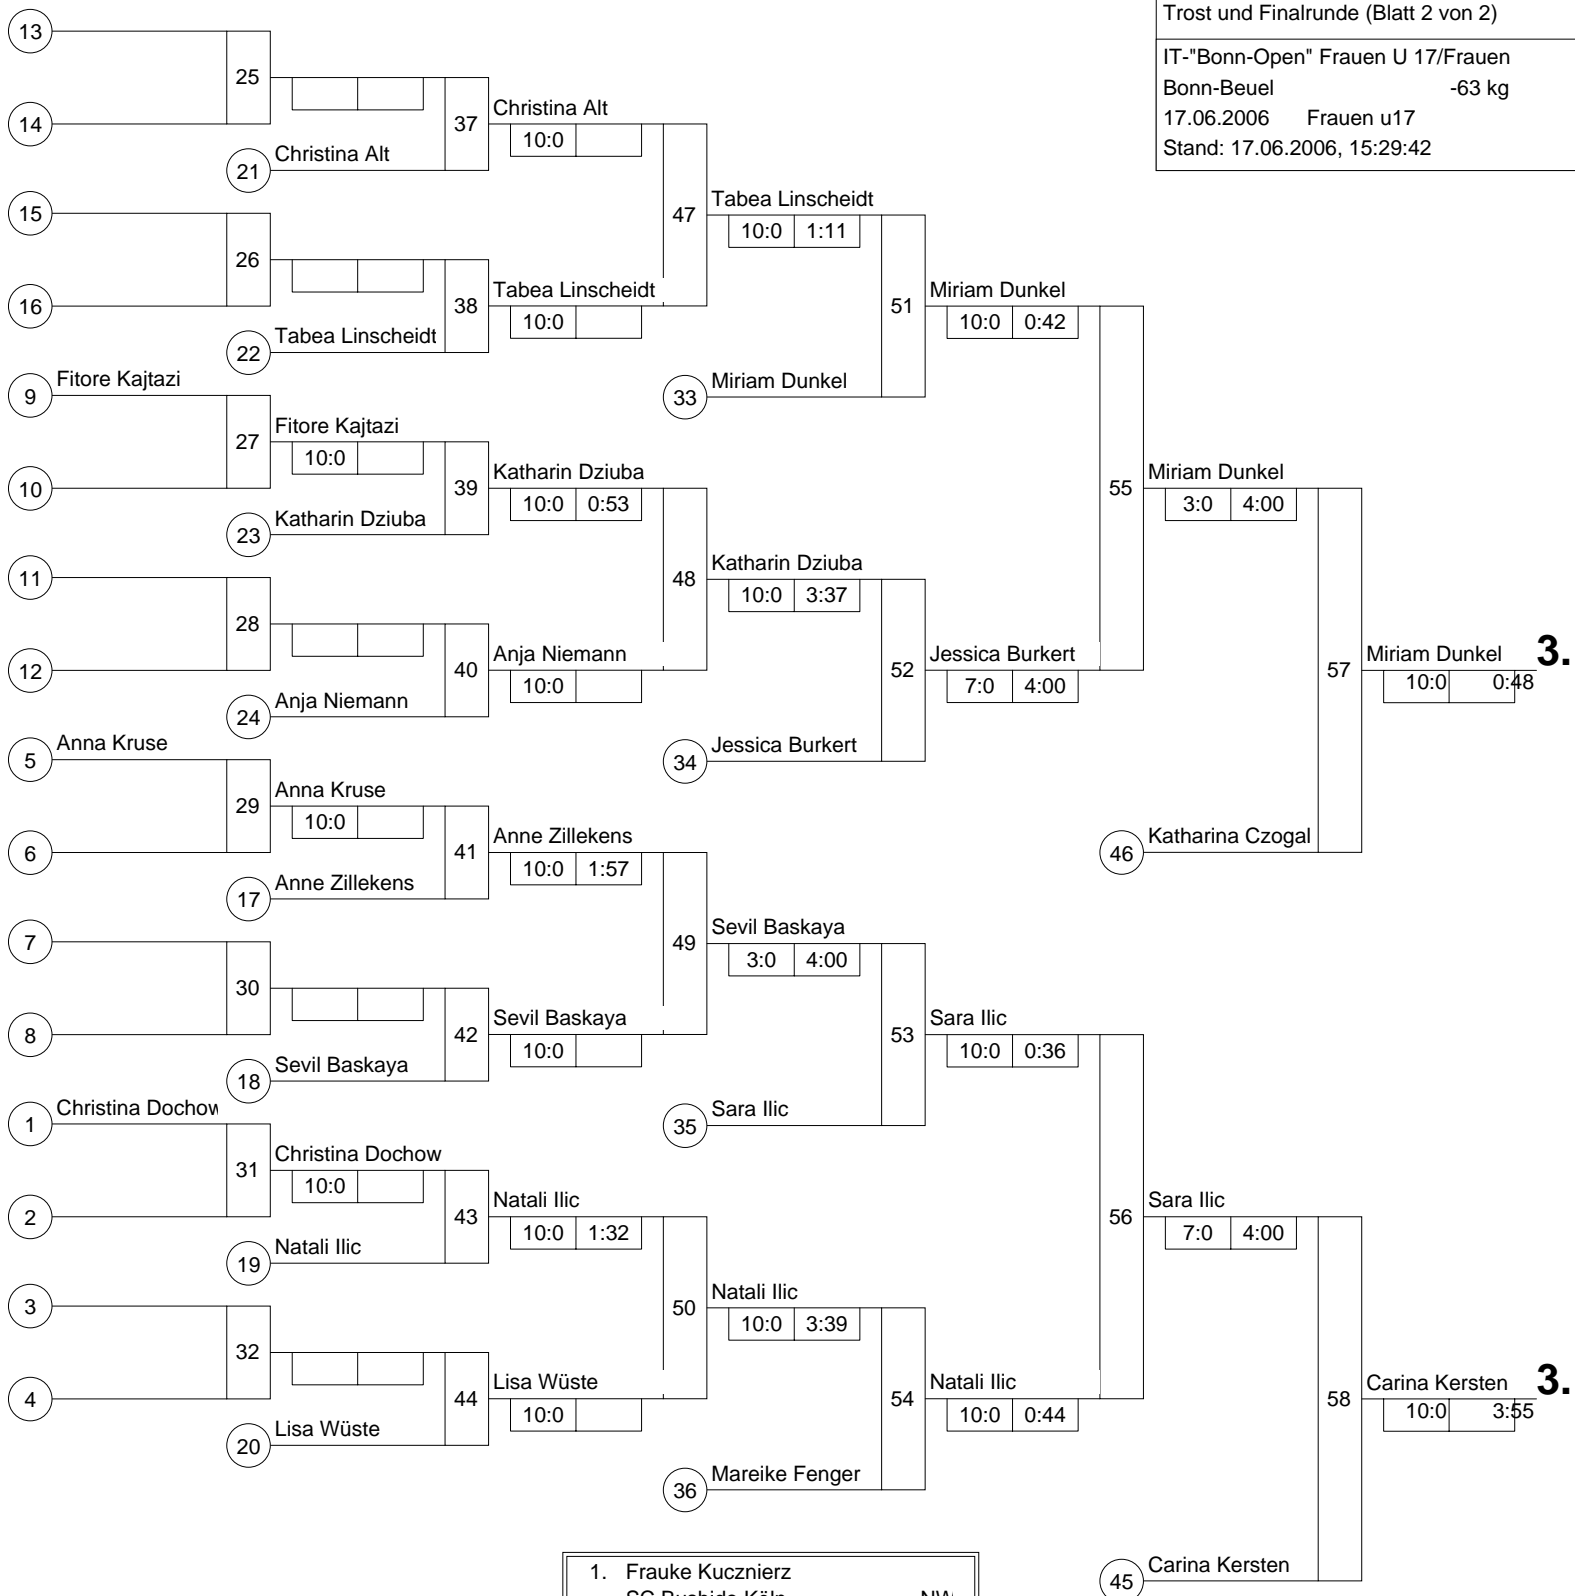 Trost und Finalrunde (Blatt 2 von 2)
IT-"Bonn-Open" Frauen U 17/Frauen
Bonn-Beuel -63 kg
17.06.2006 Frauen u17
Stand: 17.06.2006, 15:29:42
13
25
14
37
Christina Alt
10:0
21
Christina Alt
15
47
Tabea Linscheidt
10:0 1:11
26
16
38
Tabea Linscheidt
10:0
22
Tabea Linscheidt
51
Miriam Dunkel
10:0 0:42
33
Miriam Dunkel
9
Fitore Kajtazi
27
Fitore Kajtazi
10:0
10
39
Katharin Dziuba
10:0 0:53
23
Katharin Dziuba
55
Miriam Dunkel
3:0 4:00
11
48
Katharin Dziuba
10:0 3:37
28
12
40
Anja Niemann
10:0
24
Anja Niemann
52
Jessica Burkert
7:0 4:00
34
Jessica Burkert
57
Miriam Dunkel
3.
10:0 0:48
5
Anna Kruse
29
Anna Kruse
10:0
6
41
Anne Zillekens
10:0 1:57
46
Katharina Czogal
17
Anne Zillekens
7
49
Sevil Baskaya
3:0 4:00
30
8
42
Sevil Baskaya
10:0
18
Sevil Baskaya
53
Sara Ilic
10:0 0:36
35
Sara Ilic
1
Christina Dochow
31
Christina Dochow
10:0
2
43
Natali Ilic
10:0 1:32
19
Natali Ilic
56
Sara Ilic
7:0 4:00
3
50
Natali Ilic
10:0 3:39
32
4
44
Lisa Wüste
10:0
20
Lisa Wüste
54
Natali Ilic
10:0 0:44
36
Mareike Fenger
58
Carina Kersten
3.
10:0 3:55
45
Carina Kersten
1. Frauke Kucznierz